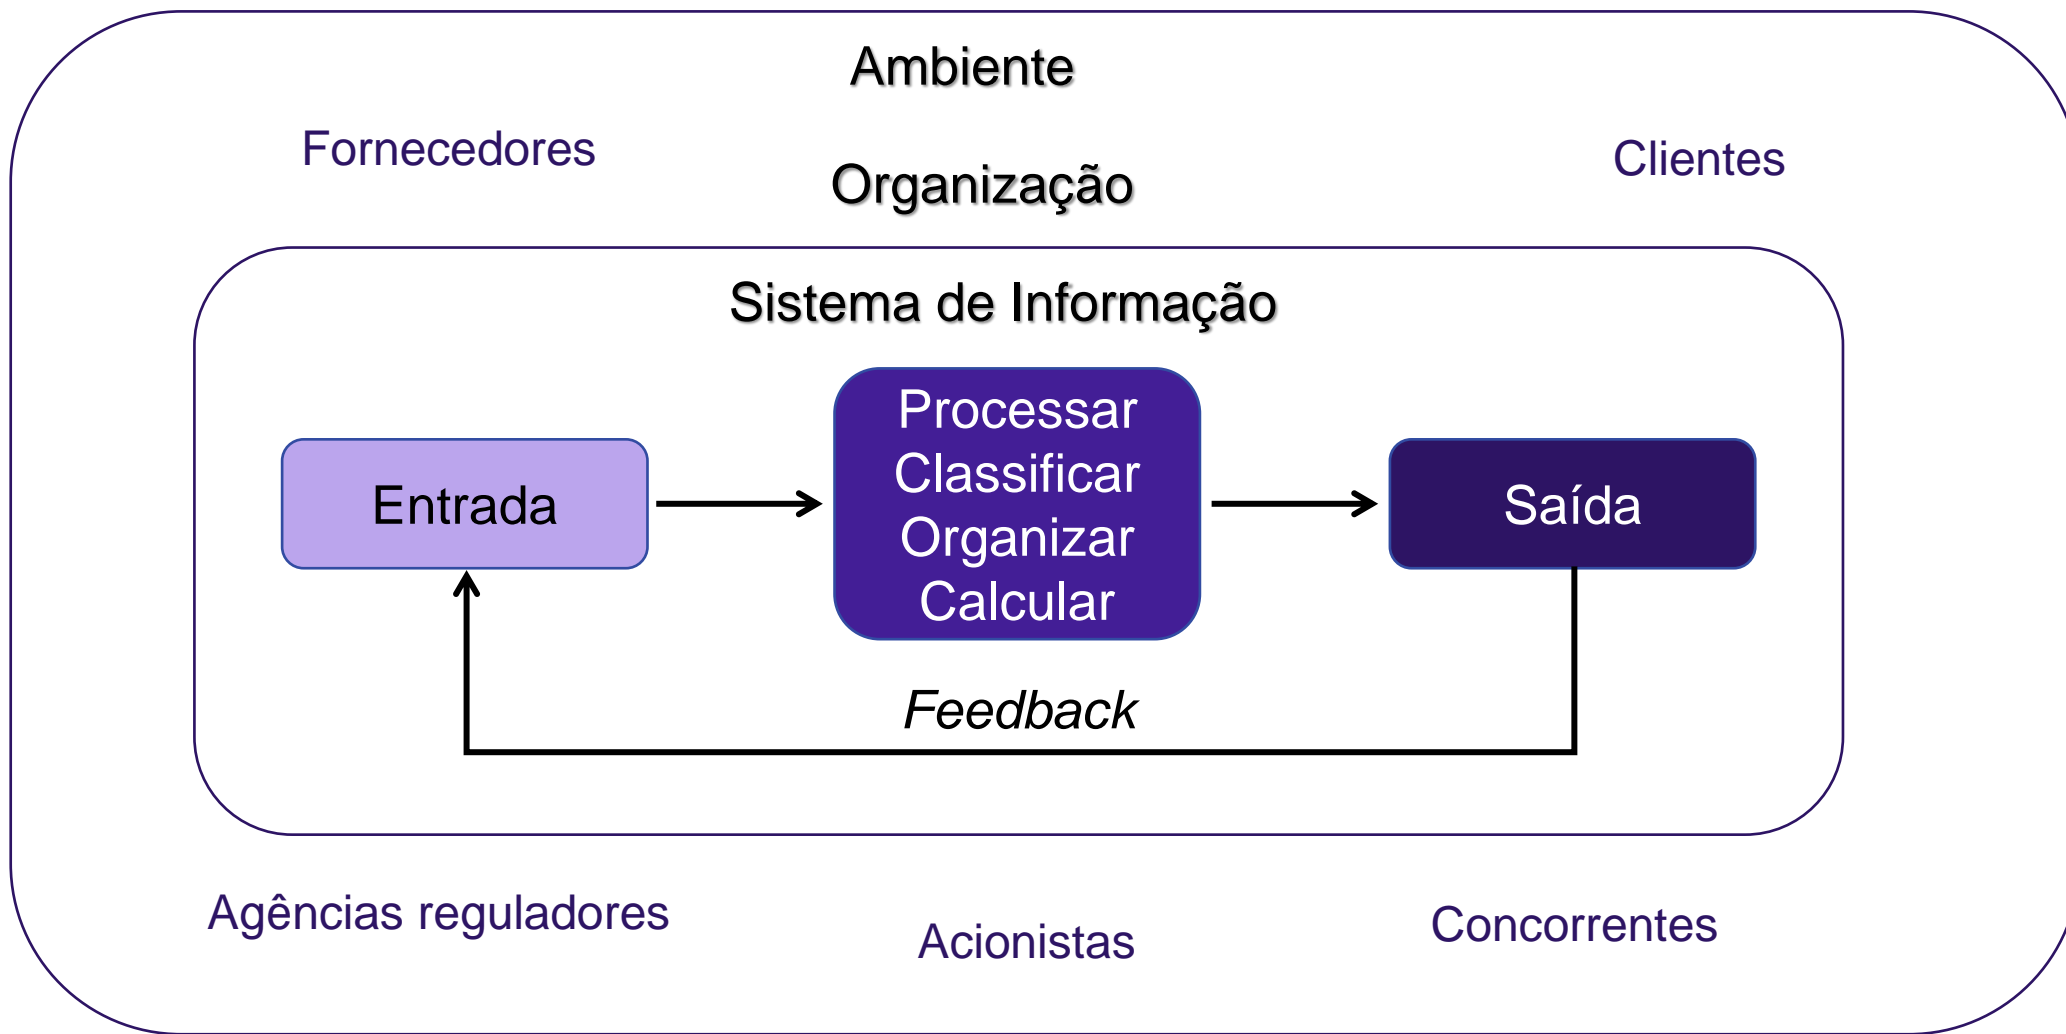 Ambiente
Fornecedores
Clientes
Organização
Sistema de Informação
Entrada
Processar
Classificar
Organizar
Calcular
Saída
Feedback
Agências reguladores
Acionistas
Concorrentes